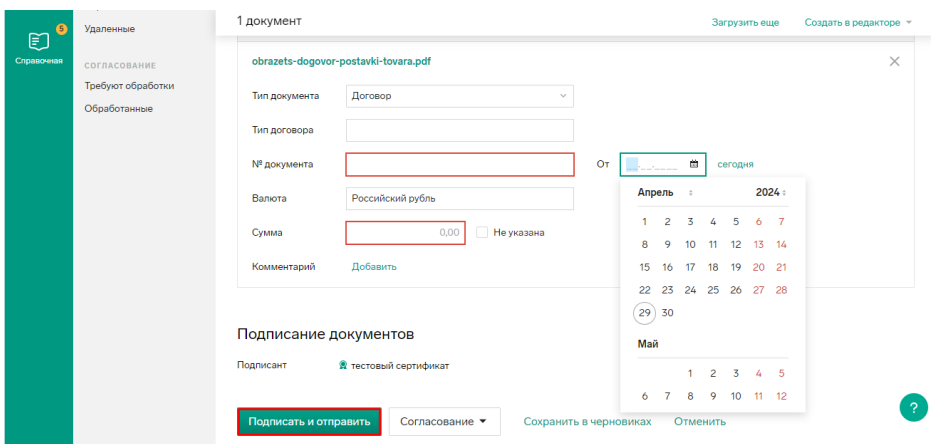 5
Справочная
Удаленные
СОГЛАСОВАНИЕ
Требуют обработки
Обработанные
1 документ
Загрузить еще
Создать в редакторе
obrazets-dogovor-postavki-tovara.pdf
Тип документа Договор
Тип договора
№ документа От __.__.____ сегодня
Валюта Российский рубль
Сумма 0,00 Не указана
Комментарий Добавить
Апрель 2024
1 2 3 4 5 6 7
8 9 10 11 12 13 14
15 16 17 18 19 20 21
22 23 24 25 26 27 28
29 30
Май
1 2 3 4 5
6 7 8 9 10 11 12
Подписание документов
Подписант тестовый сертификат
Подписать и отправить Согласование Сохранить в черновиках Отменить
?